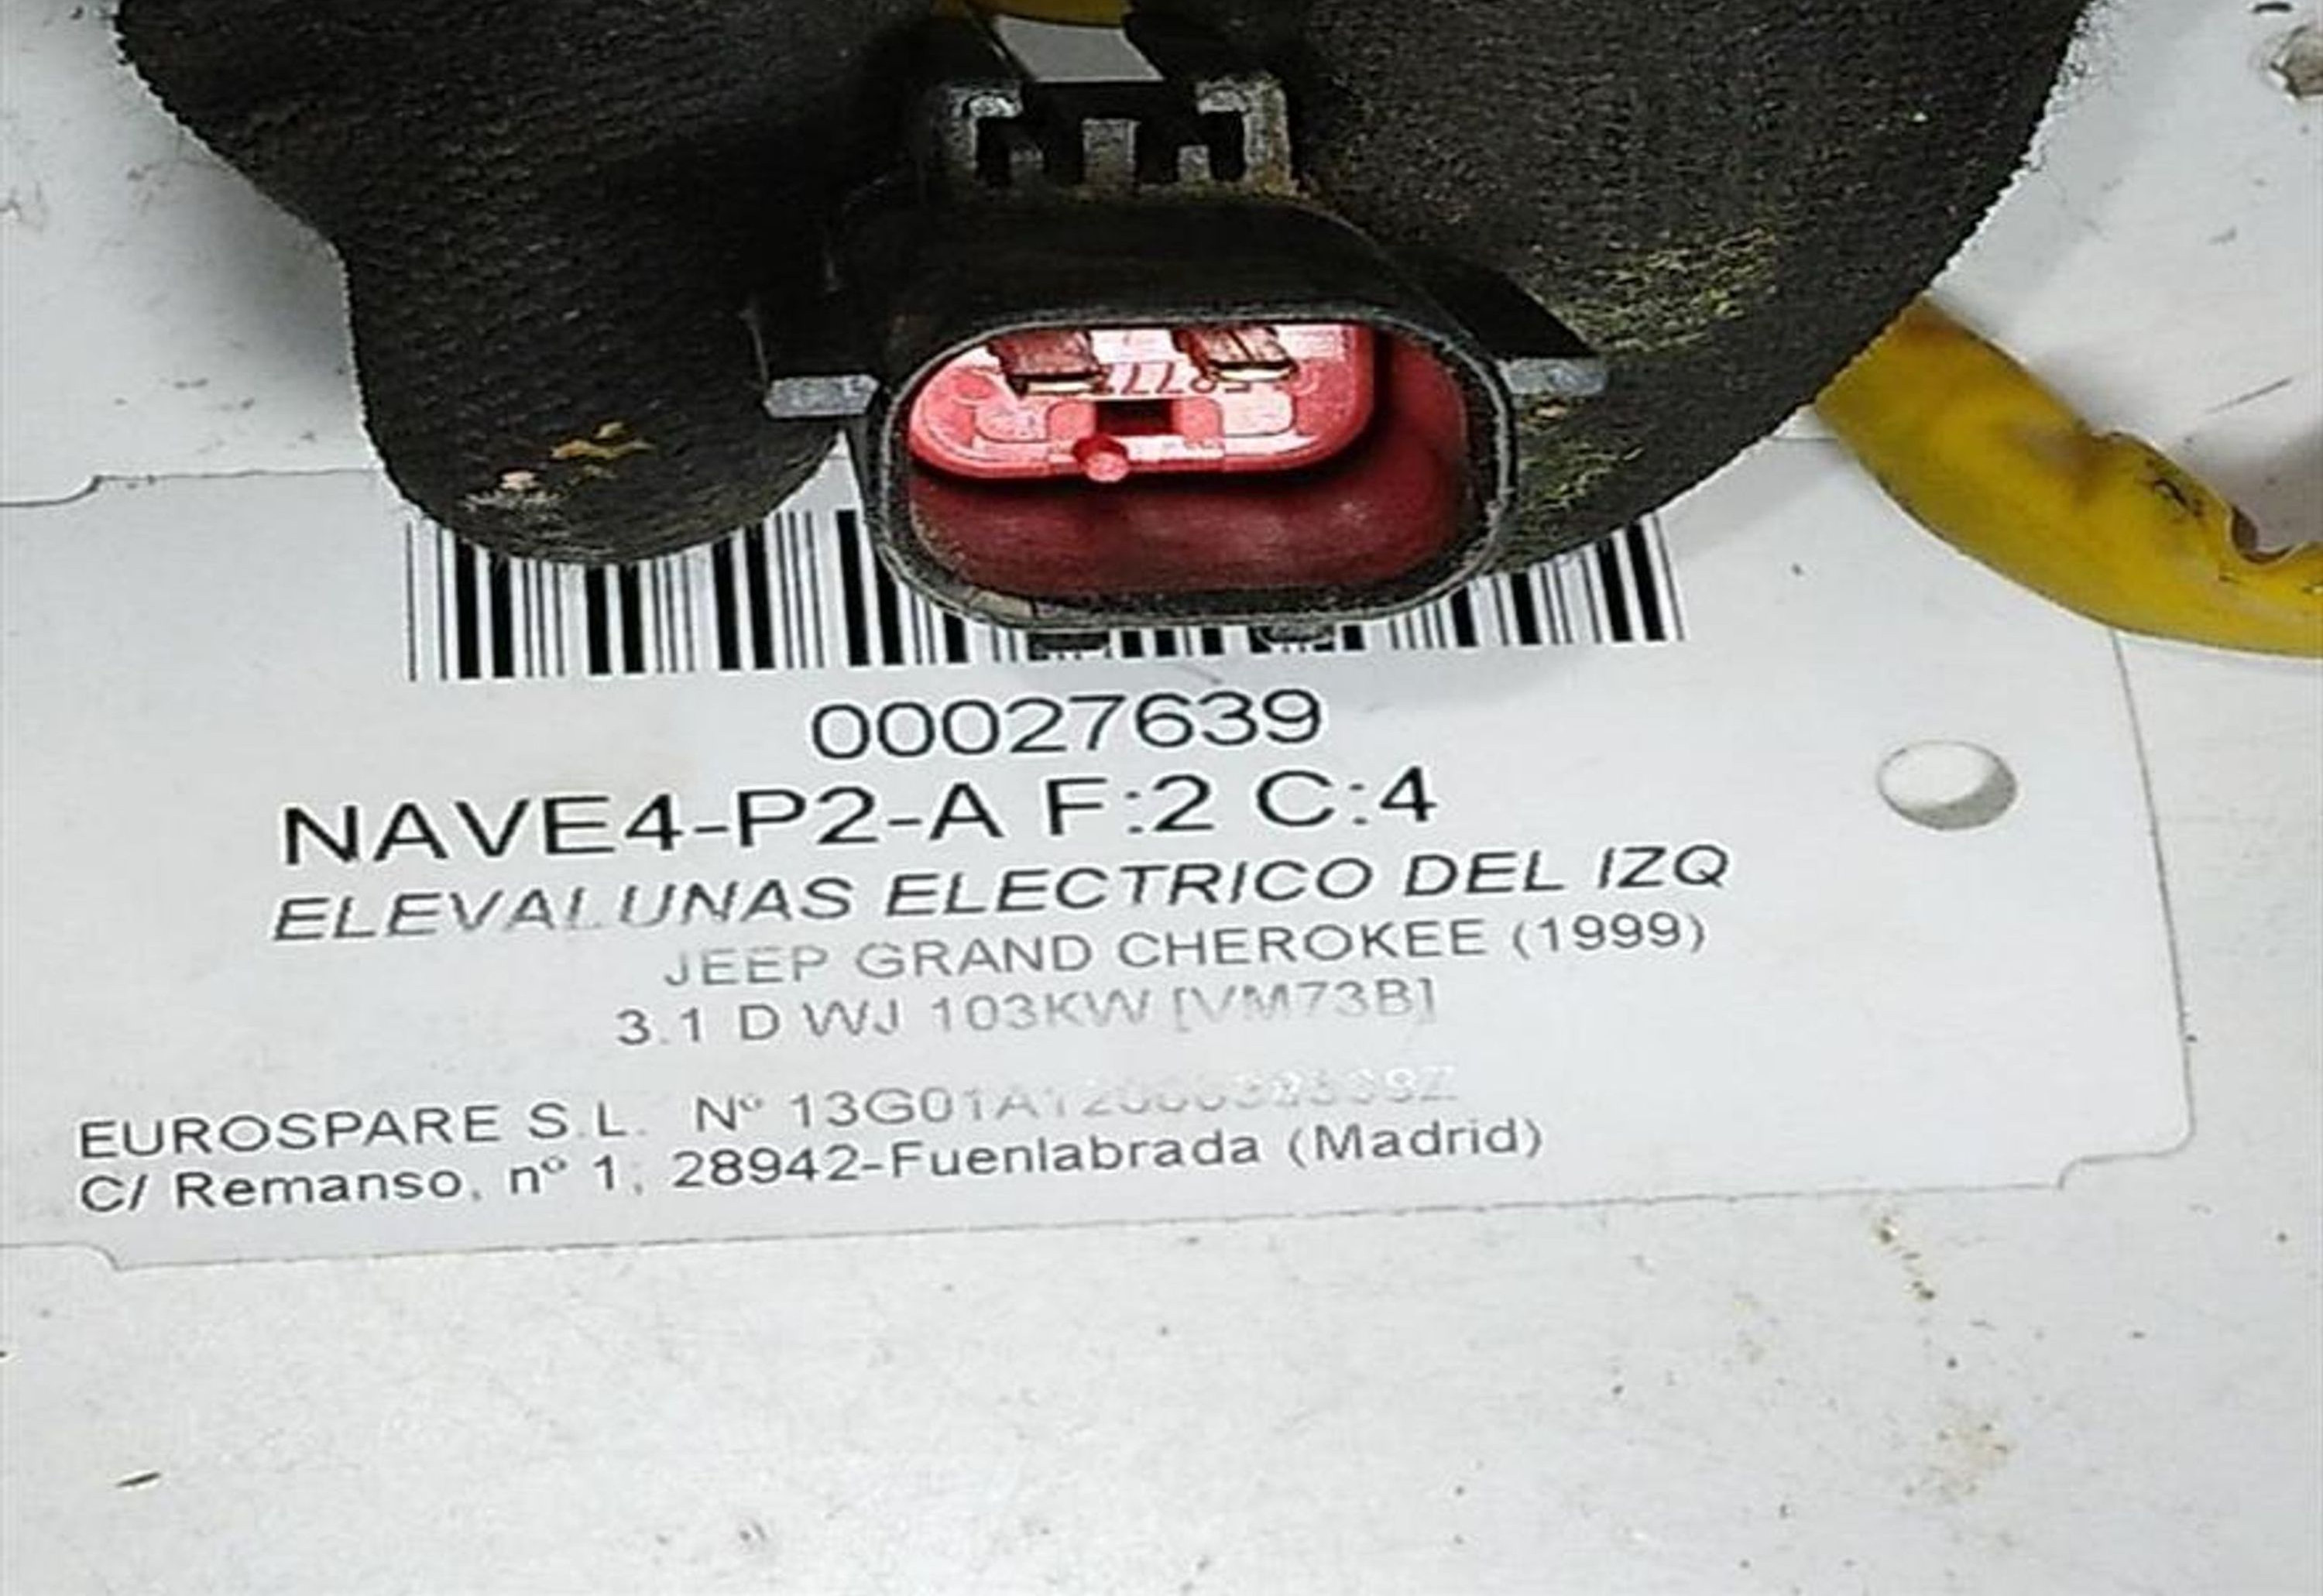 00027639
NAVE4-P2-A F:2 C:4
ELEVALUNAS ELECTRICO DEL IZQ
JEEP GRAND CHEROKEE (1999)
3.1 D WJ 103KW [VM73B]
EUROSPARE S.L. Nº
C/ Remanso, nº 1, 28942-Fuenlabrada (Madrid)